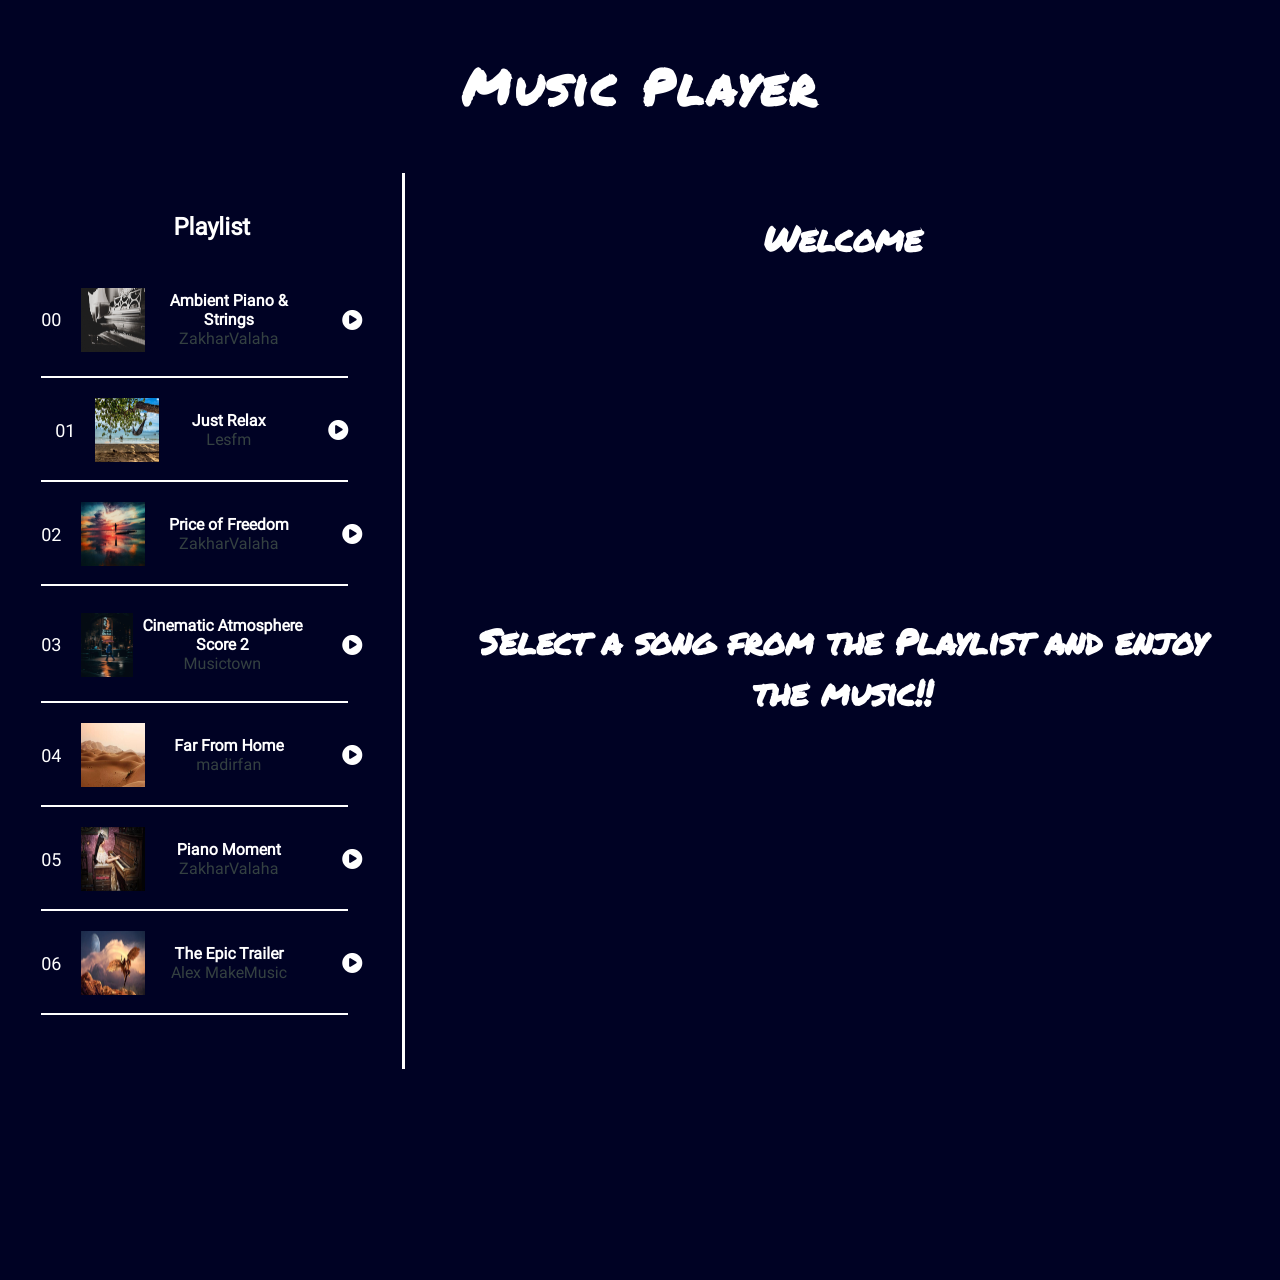 Music Player
Playlist
00
Ambient Piano &
Strings
ZakharValaha
01
Just Relax
Lesfm
02
Price of Freedom
ZakharValaha
03
Cinematic Atmosphere
Score 2
Musictown
04
Far From Home
madirfan
05
Piano Moment
ZakharValaha
06
The Epic Trailer
Alex MakeMusic
Welcome
Select a song from the Playlist and enjoy
the music!!